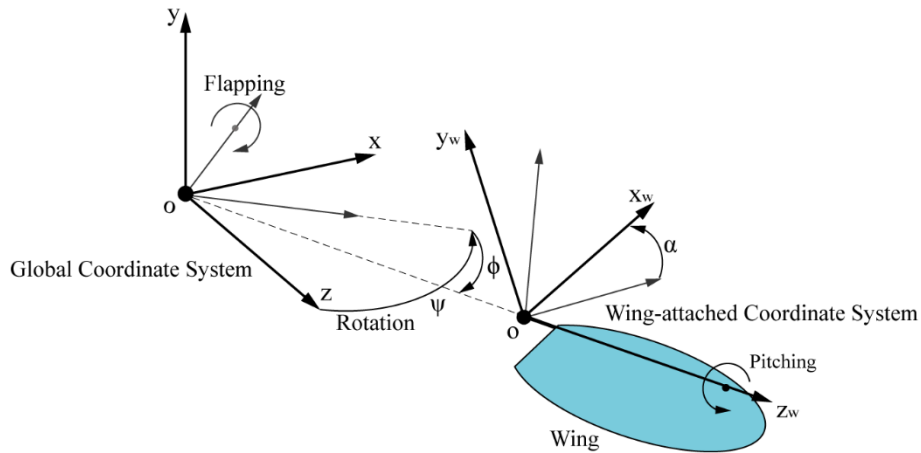 y
Flapping
x
o
Global Coordinate System
z
Rotation
ψ
ϕ
yw
xw
α
o
Wing-attached Coordinate System
Pitching
zw
Wing